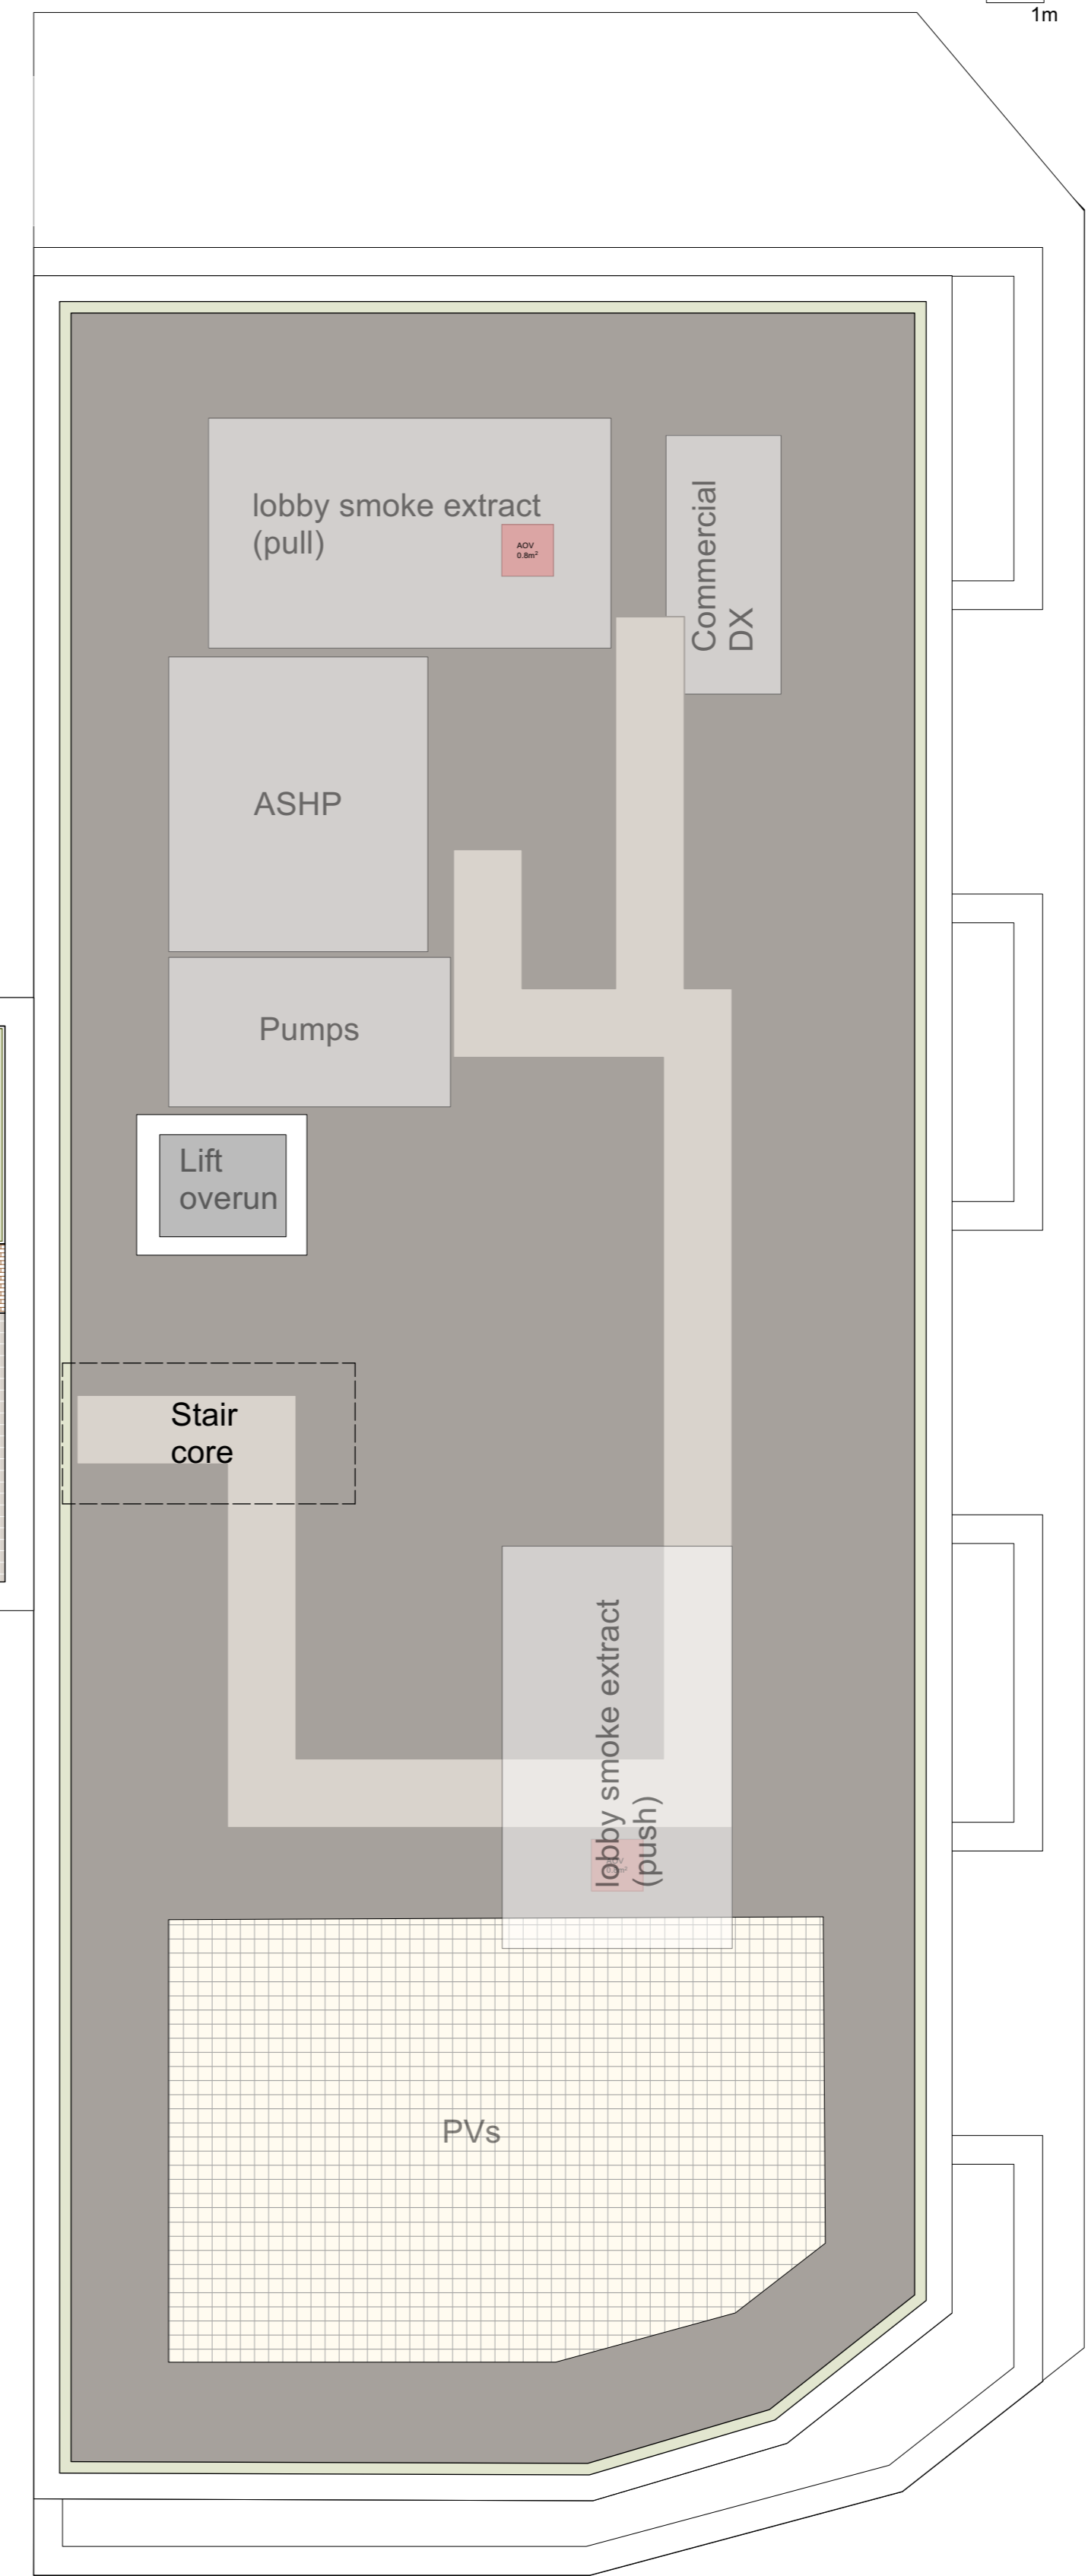 1m
lobby smoke extract
(pull)
AOV
0.8m²
Commercial
DX
ASHP
Pumps
Lift
overun
Stair
core
lobby smoke extract
(push)
PVs